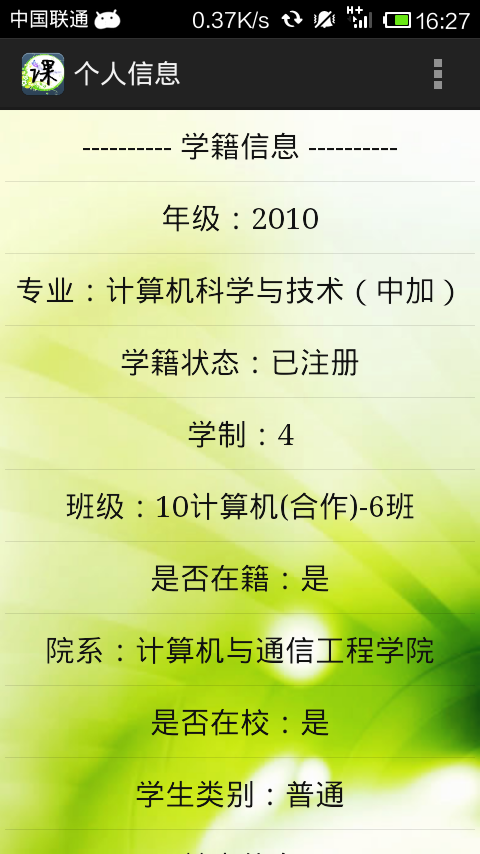 中国联通 0.37K/s H+ 16:27
课 个人信息
---------- 学籍信息 ----------
年级：2010
专业：计算机科学与技术（中加）
学籍状态：已注册
学制：4
班级：10计算机(合作)-6班
是否在籍：是
院系：计算机与通信工程学院
是否在校：是
学生类别：普通